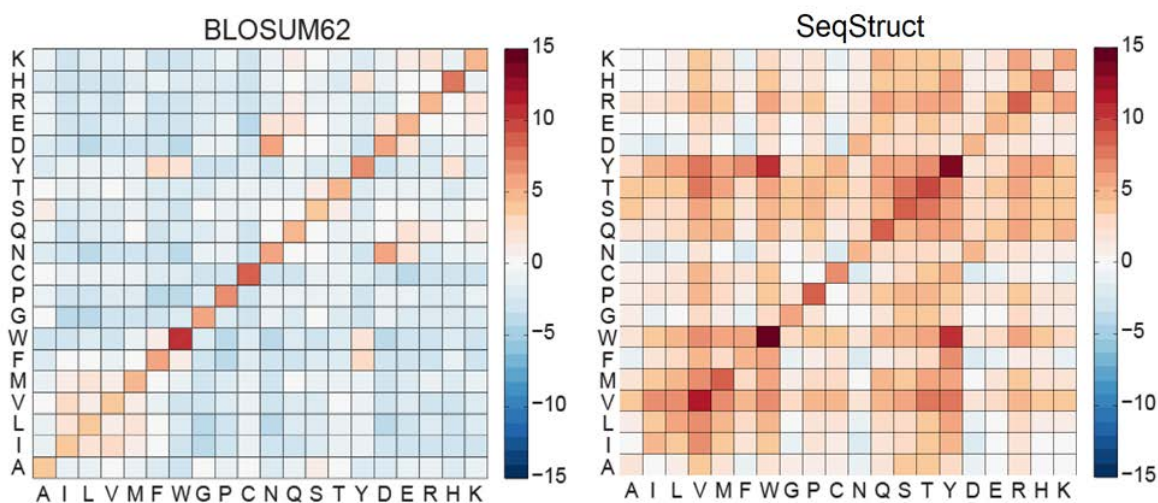 BLOSUM62
K
H
R
E
D
Y
T
S
Q
N
C
P
G
W
F
M
V
L
I
A
A I L V M F W G P C N Q S T Y D E R H K
15
10
5
0
−5
−10
−15
SeqStruct
K
H
R
E
D
Y
T
S
Q
N
C
P
G
W
F
M
V
L
I
A
A I L V M F W G P C N Q S T Y D E R H K
15
10
5
0
−5
−10
−15